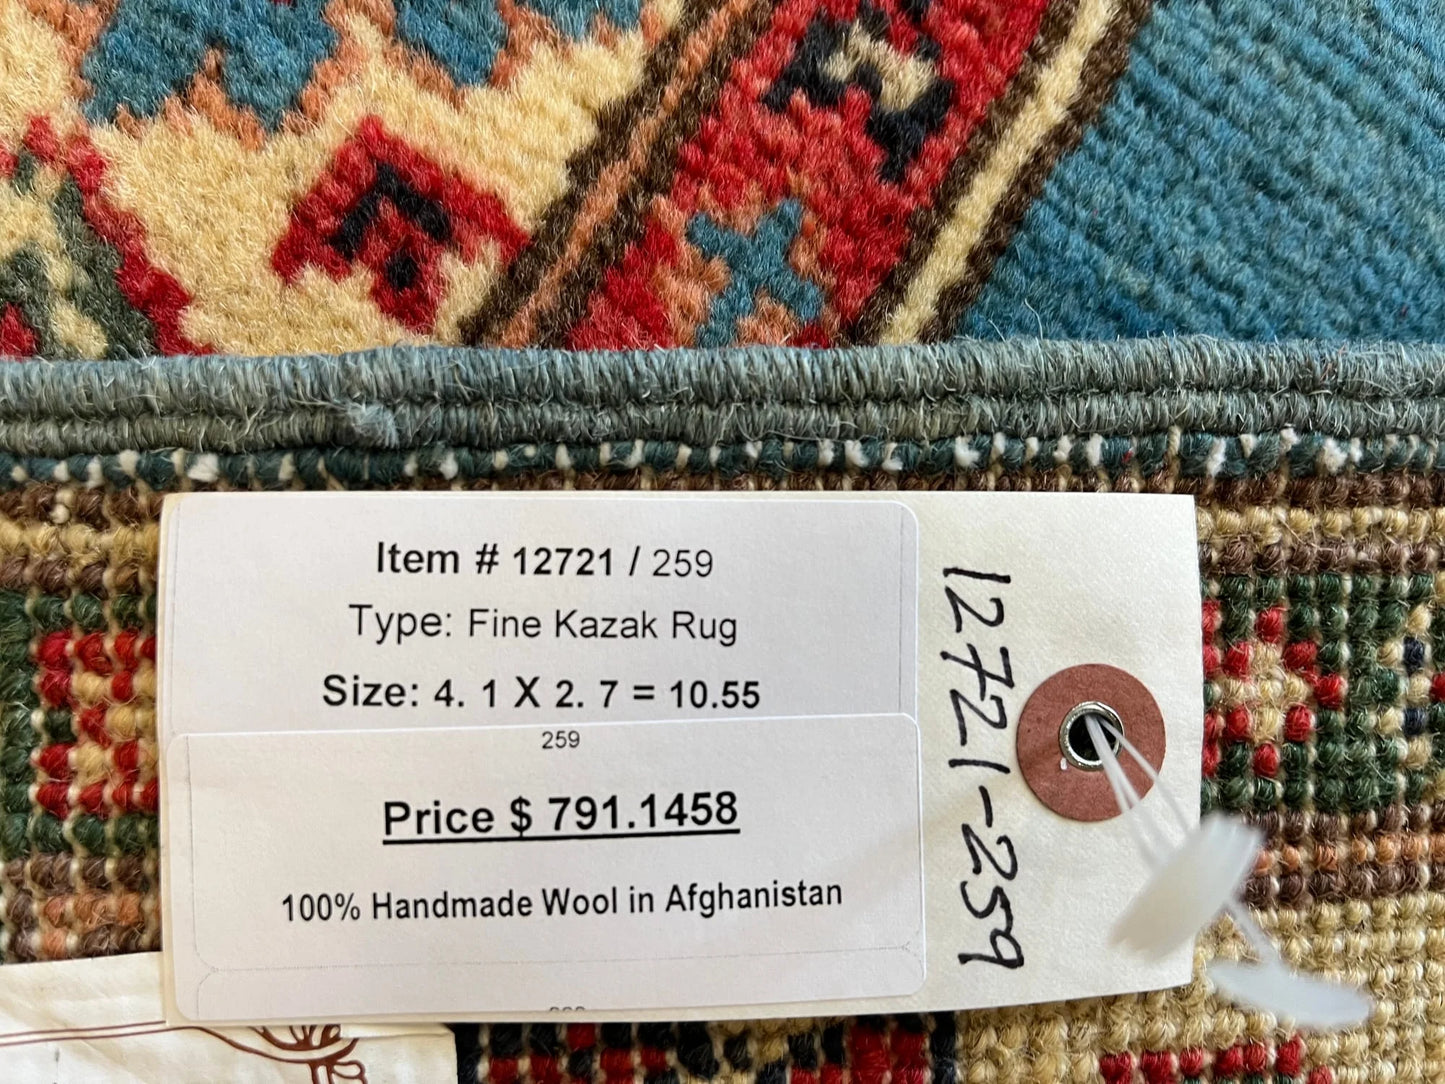 Item # 12721 / 259
Type: Fine Kazak Rug
Size: 4. 1 X 2. 7 = 10.55
259
Price $ 791.1458
100% Handmade Wool in Afghanistan
12721-259